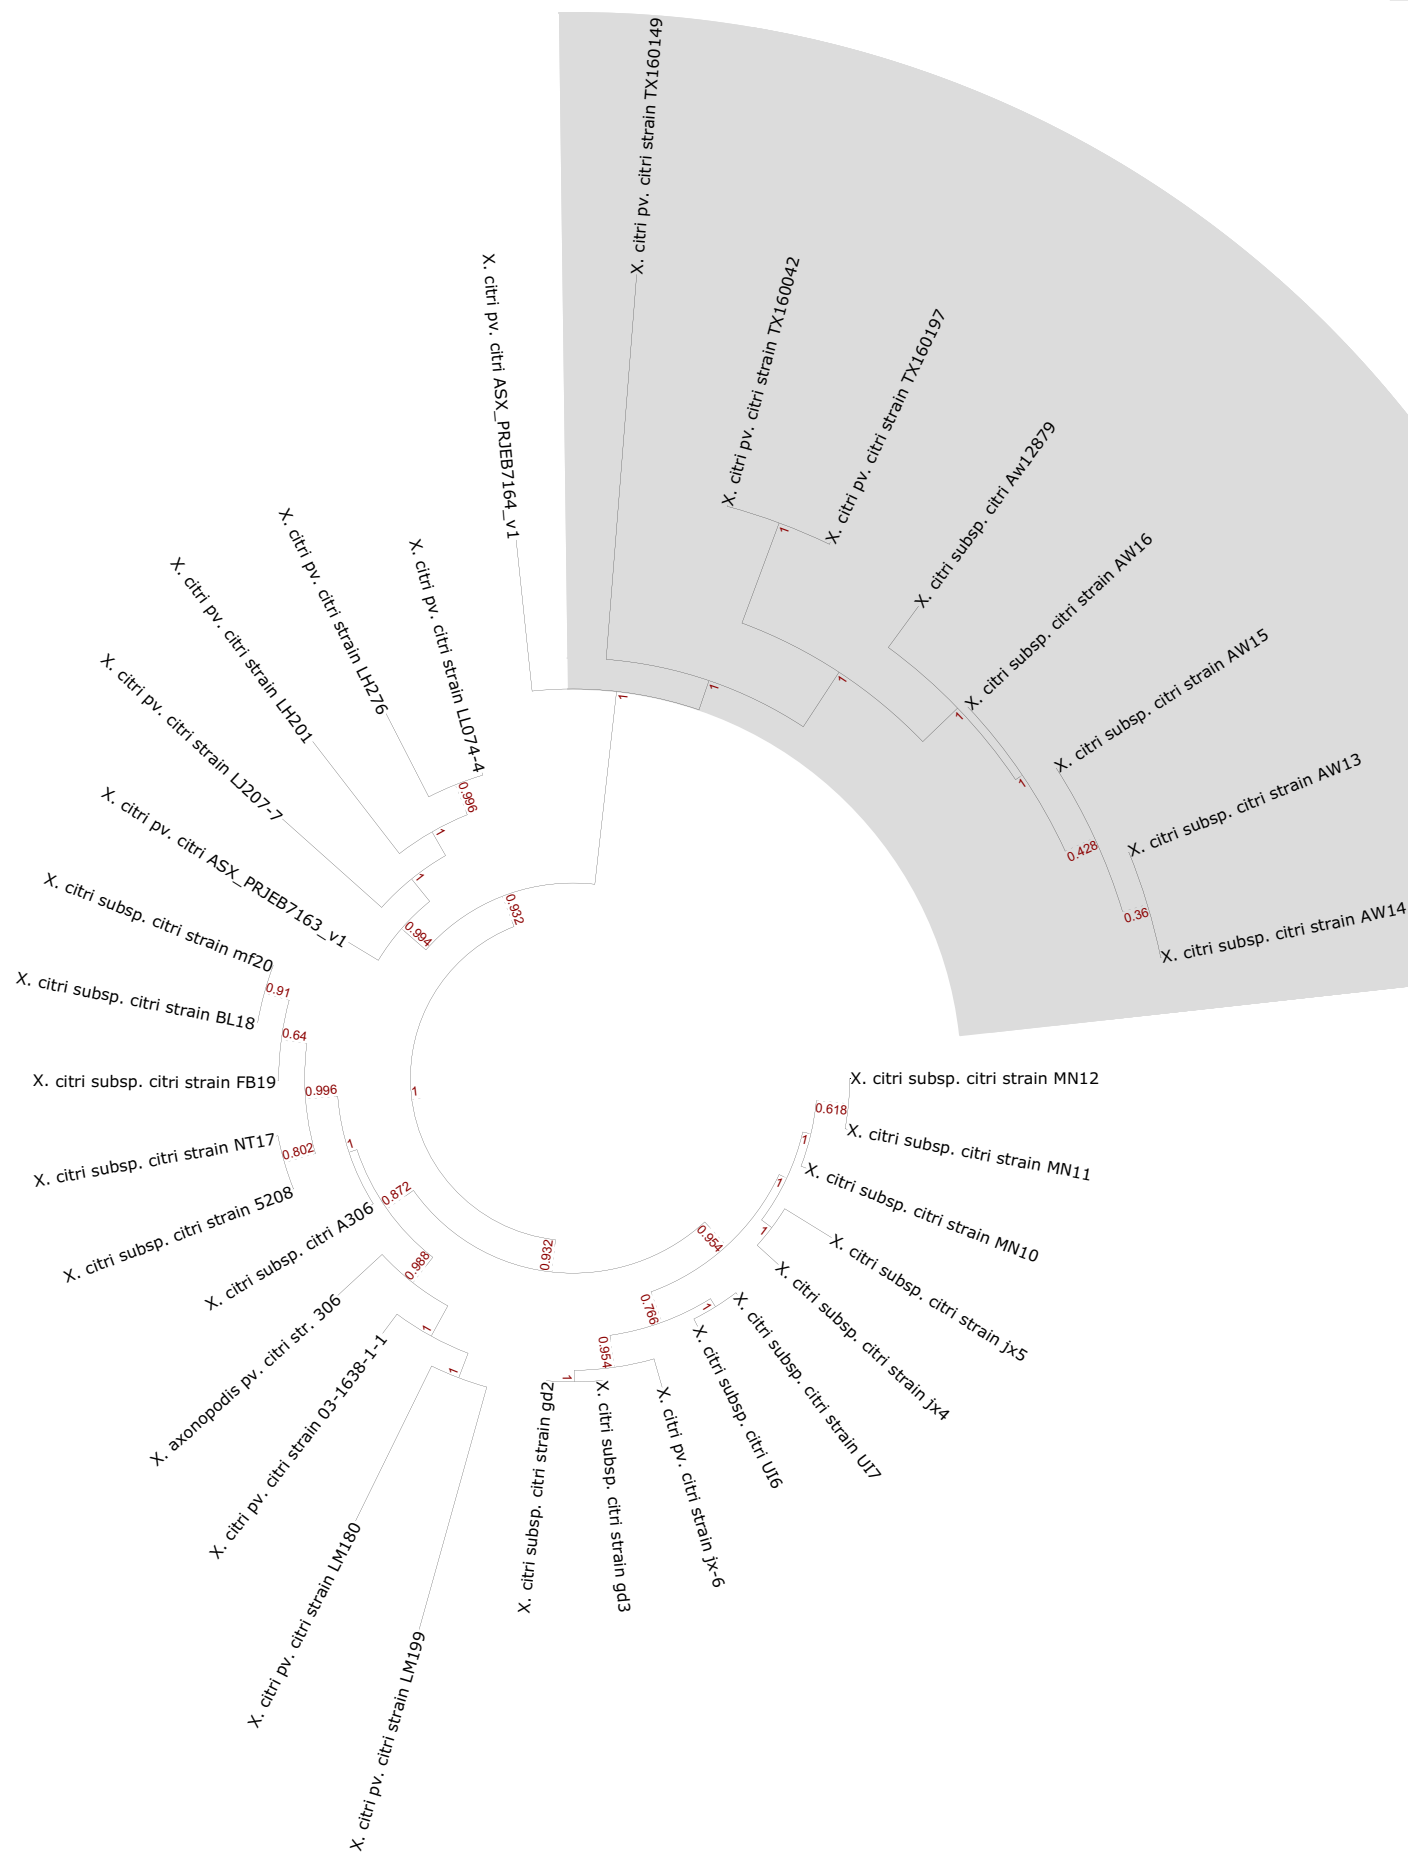 X. citri pv. citri strain TX160149
X. citri pv. citri strain TX160042
X. citri pv. citri strain TX160197
X. citri subsp. citri Aw12879
X. citri subsp. citri strain AW16
X. citri subsp. citri strain AW15
X. citri subsp. citri strain AW13
X. citri subsp. citri strain AW14
1
1
1
1
1
1
0.428
0.36
X. citri subsp. citri strain MN12
X. citri subsp. citri strain MN11
X. citri subsp. citri strain MN10
X. citri subsp. citri strain jx5
X. citri subsp. citri strain jx4
X. citri subsp. citri strain UI7
X. citri subsp. citri UI6
X. citri pv. citri strain jx-6
X. citri subsp. citri strain gd3
X. citri subsp. citri strain gd2
0.618
1
1
1
0.954
1
0.766
0.954
1
X. citri pv. citri strain LM199
X. citri pv. citri strain LM180
X. citri pv. citri strain 03-1638-1-1
X. axonopodis pv. citri str. 306
X. citri subsp. citri A306
X. citri subsp. citri strain 5208
X. citri subsp. citri strain NT17
X. citri subsp. citri strain FB19
X. citri subsp. citri strain BL18
X. citri subsp. citri strain mf20
1
1
0.988
0.872
0.932
1
0.802
0.996
0.64
0.91
1
X. citri pv. citri ASX_PRJEB7163_v1
X. citri pv. citri strain LJ207-7
X. citri pv. citri strain LH201
X. citri pv. citri strain LH276
X. citri pv. citri strain LL074-4
X. citri pv. citri ASX_PRJEB7164_v1
0.994
1
1
0.996
0.932